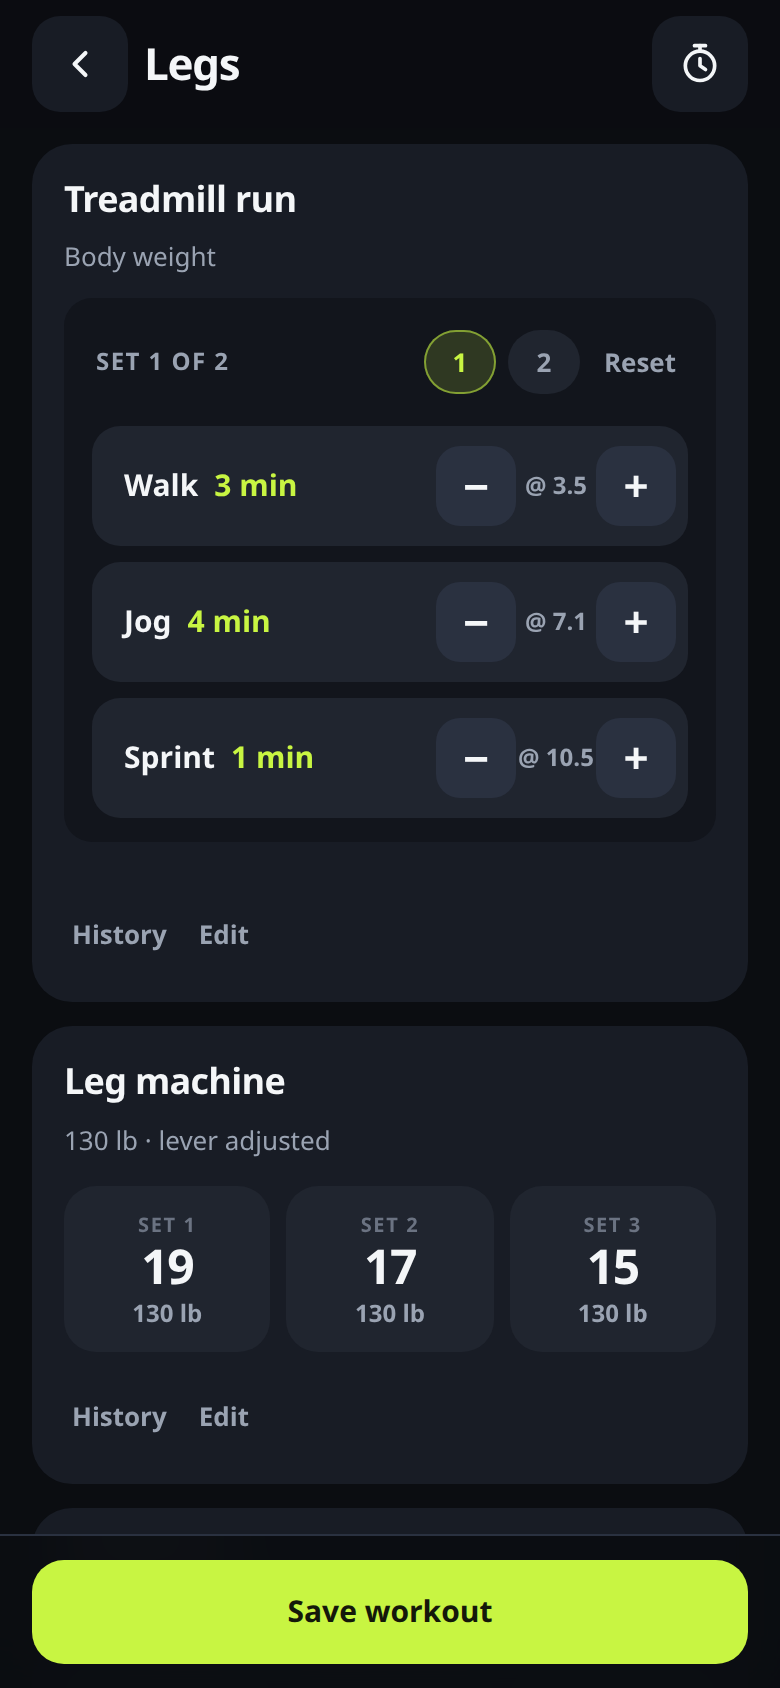 Legs
Treadmill run
Body weight
SET 1 OF 2 1 2 Reset
Walk 3 min − @ 3.5 +
Jog 4 min − @ 7.1 +
Sprint 1 min − @ 10.5 +
History Edit
Leg machine
130 lb · lever adjusted
SET 1 SET 2 SET 3
19 17 15
130 lb 130 lb 130 lb
History Edit
Save workout